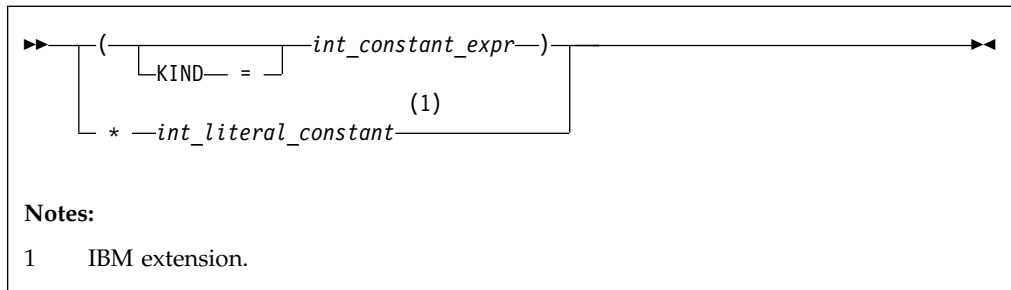 ( int_constant_expr )
KIND =
(1)
* int_literal_constant
Notes:
1 IBM extension.